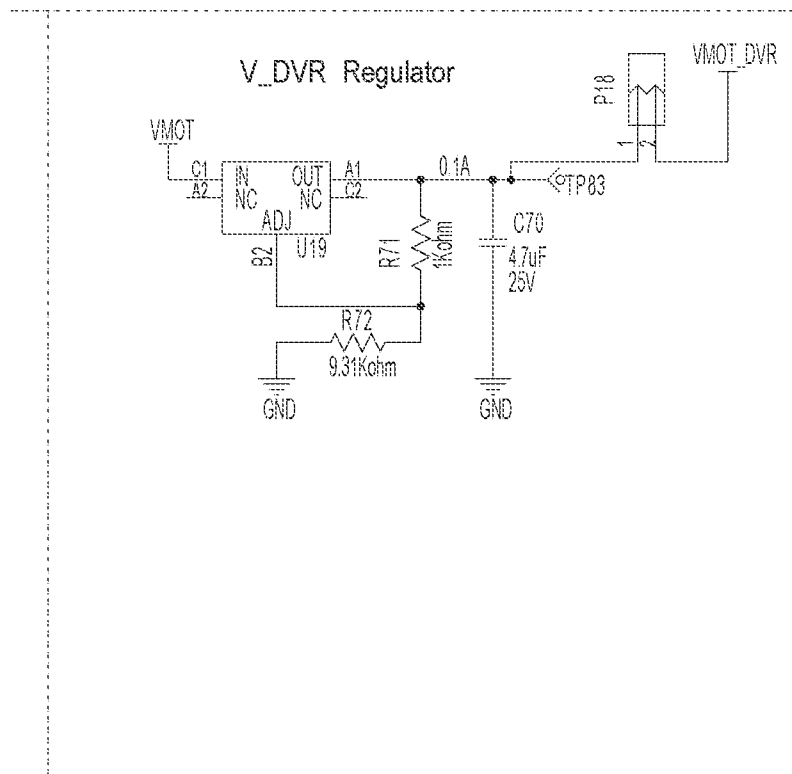 V_DVR Regulator
VMOT
VMOT_DVR
P18
1
2
C1
IN
OUT
A1
0.1A
TP83
A2
NC
NC
C2
ADJ
U19
B2
R71
1Kohm
C70
4.7uF
25V
R72
9.31Kohm
GND
GND